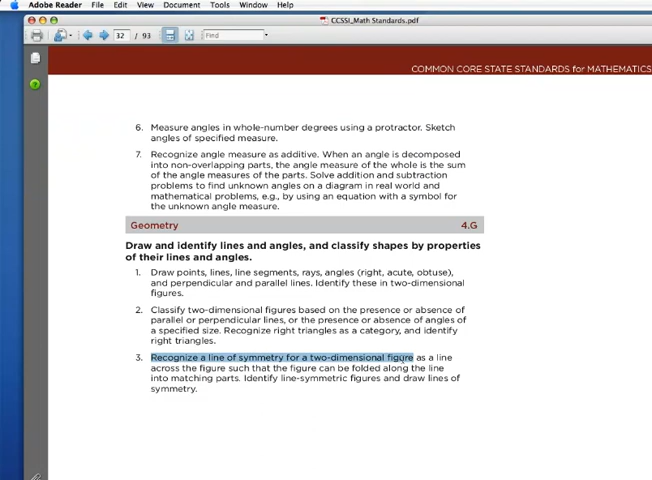 Adobe Reader File Edit View Document Tools Window Help
CCSSI_Math Standards.pdf
32 / 93 Find
COMMON CORE STATE STANDARDS for MATHEMATICS
6. Measure angles in whole-number degrees using a protractor. Sketch
angles of specified measure.
7. Recognize angle measure as additive. When an angle is decomposed
into non-overlapping parts, the angle measure of the whole is the sum
of the angle measures of the parts. Solve addition and subtraction
problems to find unknown angles on a diagram in real world and
mathematical problems, e.g., by using an equation with a symbol for
the unknown angle measure.
Geometry 4.G
Draw and identify lines and angles, and classify shapes by properties
of their lines and angles.
1. Draw points, lines, line segments, rays, angles (right, acute, obtuse),
and perpendicular and parallel lines. Identify these in two-dimensional
figures.
2. Classify two-dimensional figures based on the presence or absence of
parallel or perpendicular lines, or the presence or absence of angles of
a specified size. Recognize right triangles as a category, and identify
right triangles.
3. Recognize a line of symmetry for a two-dimensional figure as a line
across the figure such that the figure can be folded along the line
into matching parts. Identify line-symmetric figures and draw lines of
symmetry.